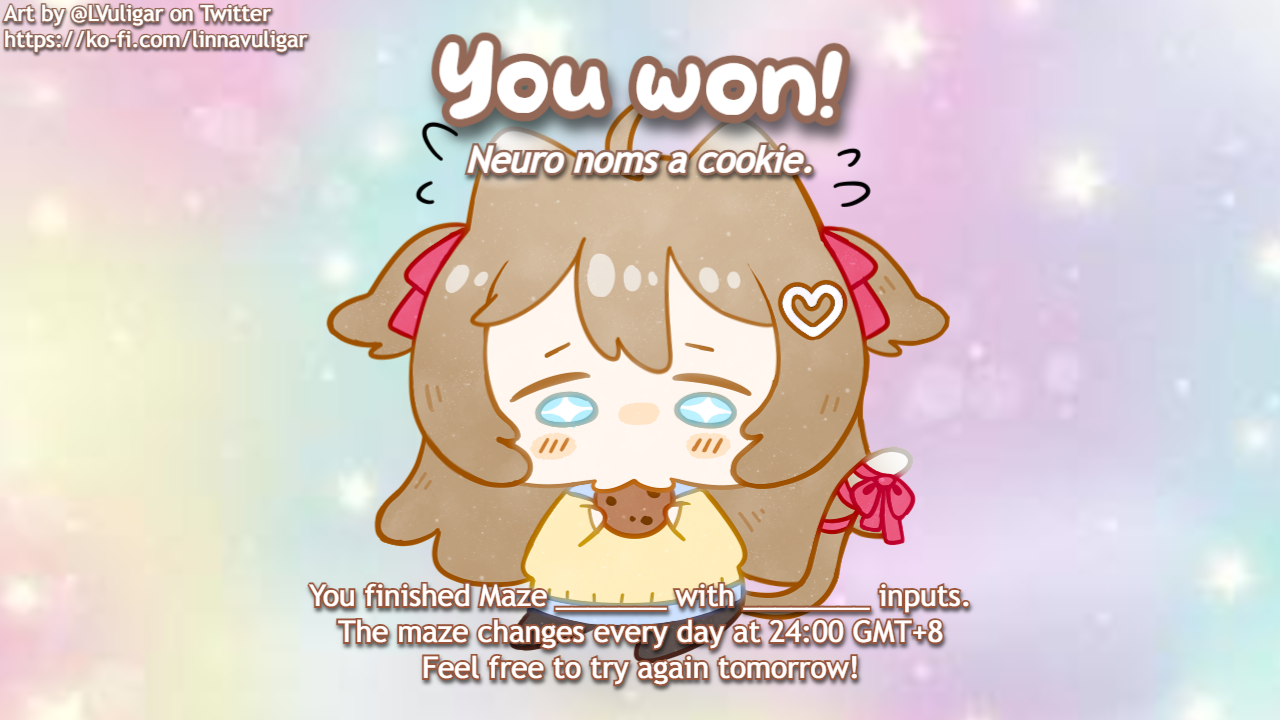 Art by @LVuligar on Twitter
https://ko-fi.com/linnavuligar
You won!
Neuro noms a cookie.
You finished Maze _______ with ________ inputs.
The maze changes every day at 24:00 GMT+8
Feel free to try again tomorrow!